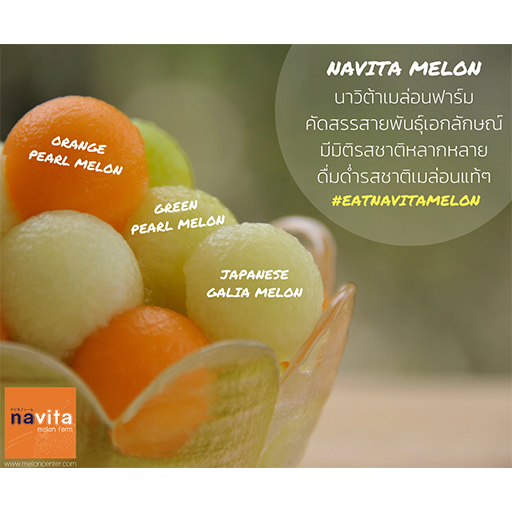 NAVITA MELON
นาวิต้าเมล่อนฟาร์ม
คัดสรรสายพันธุ์เอกลักษณ์
มีมิติรสชาติหลากหลาย
ดื่มด่ำรสชาติเมล่อนแท้ๆ
#EATNAVITAMELON
ORANGE
PEARL MELON
GREEN
PEARL MELON
JAPANESE
GALIA MELON
navita
melon farm
www.meloncenter.com